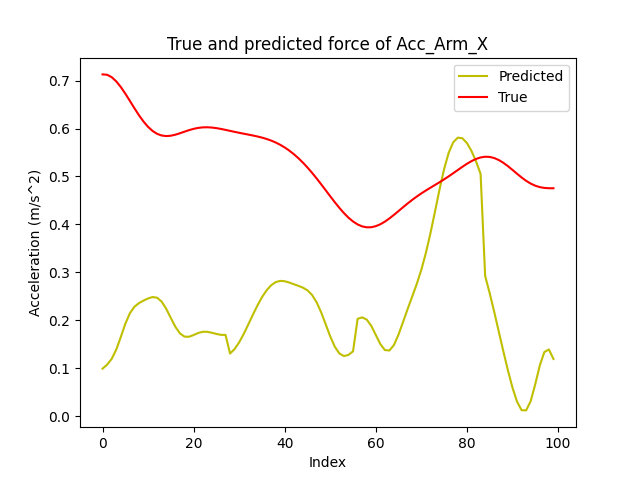 True and predicted force of Acc_Arm_X
Predicted
True
Acceleration (m/s^2)
0.7
0.6
0.5
0.4
0.3
0.2
0.1
0.0
0 20 40 60 80 100
Index